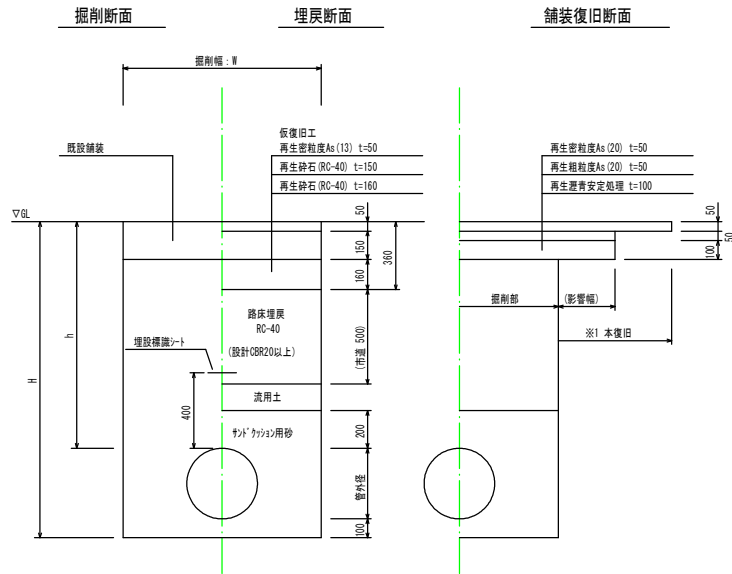 掘削断面
埋戻断面
舗装復旧断面
掘削幅:W
仮復旧工
既設舗装
再生密粒度As(13) t=50
再生砕石(RC-40) t=150
再生砕石(RC-40) t=160
再生密粒度As(20) t=50
再生粗粒度As(20) t=50
再生瀝青安定処理 t=100
▽GL
50
150
160
360
50
50
100
掘削部
(影響幅)
※1 本復旧
路床埋戻
RC-40
(設計CBR20以上)
(市道 500)
埋設標識シート
h
H
400
流用土
サンドクッション用砂
200
管外径
100